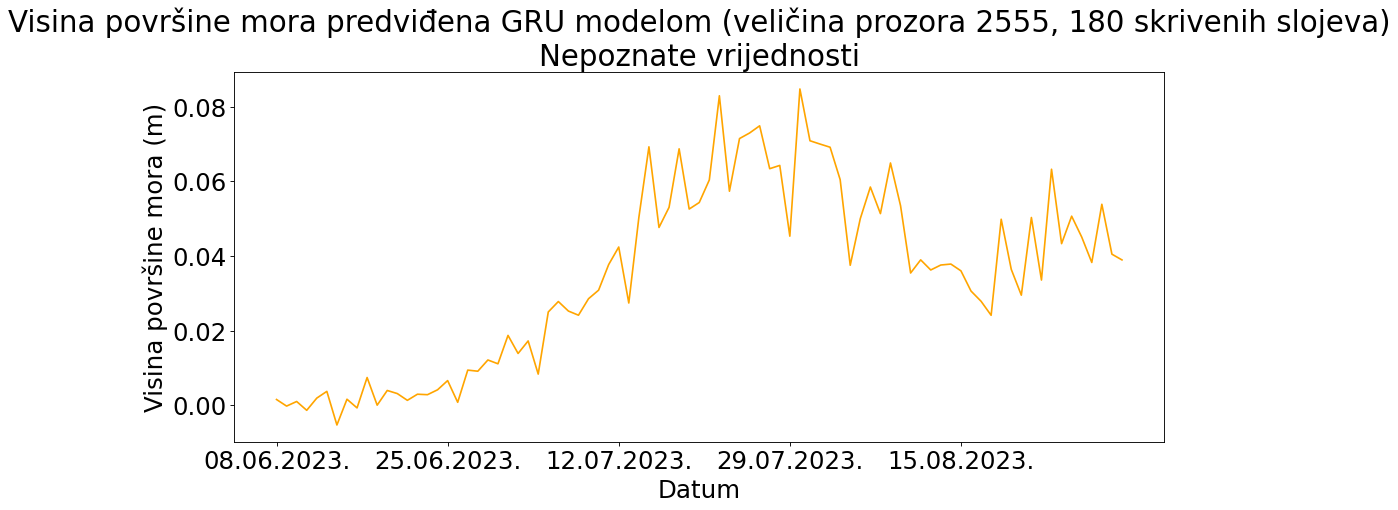 Visina površine mora predviđena GRU modelom (veličina prozora 2555, 180 skrivenih slojeva)
Nepoznate vrijednosti
Visina površine mora (m)
0.08
0.06
0.04
0.02
0.00
08.06.2023.
25.06.2023.
12.07.2023.
29.07.2023.
15.08.2023.
Datum